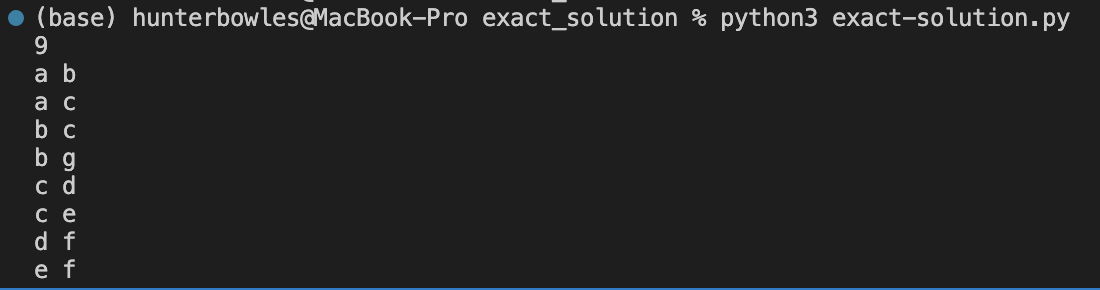 (base) hunterbowles@MacBook-Pro exact_solution % python3 exact-solution.py
9
a b
a c
b c
b g
c d
c e
d f
e f